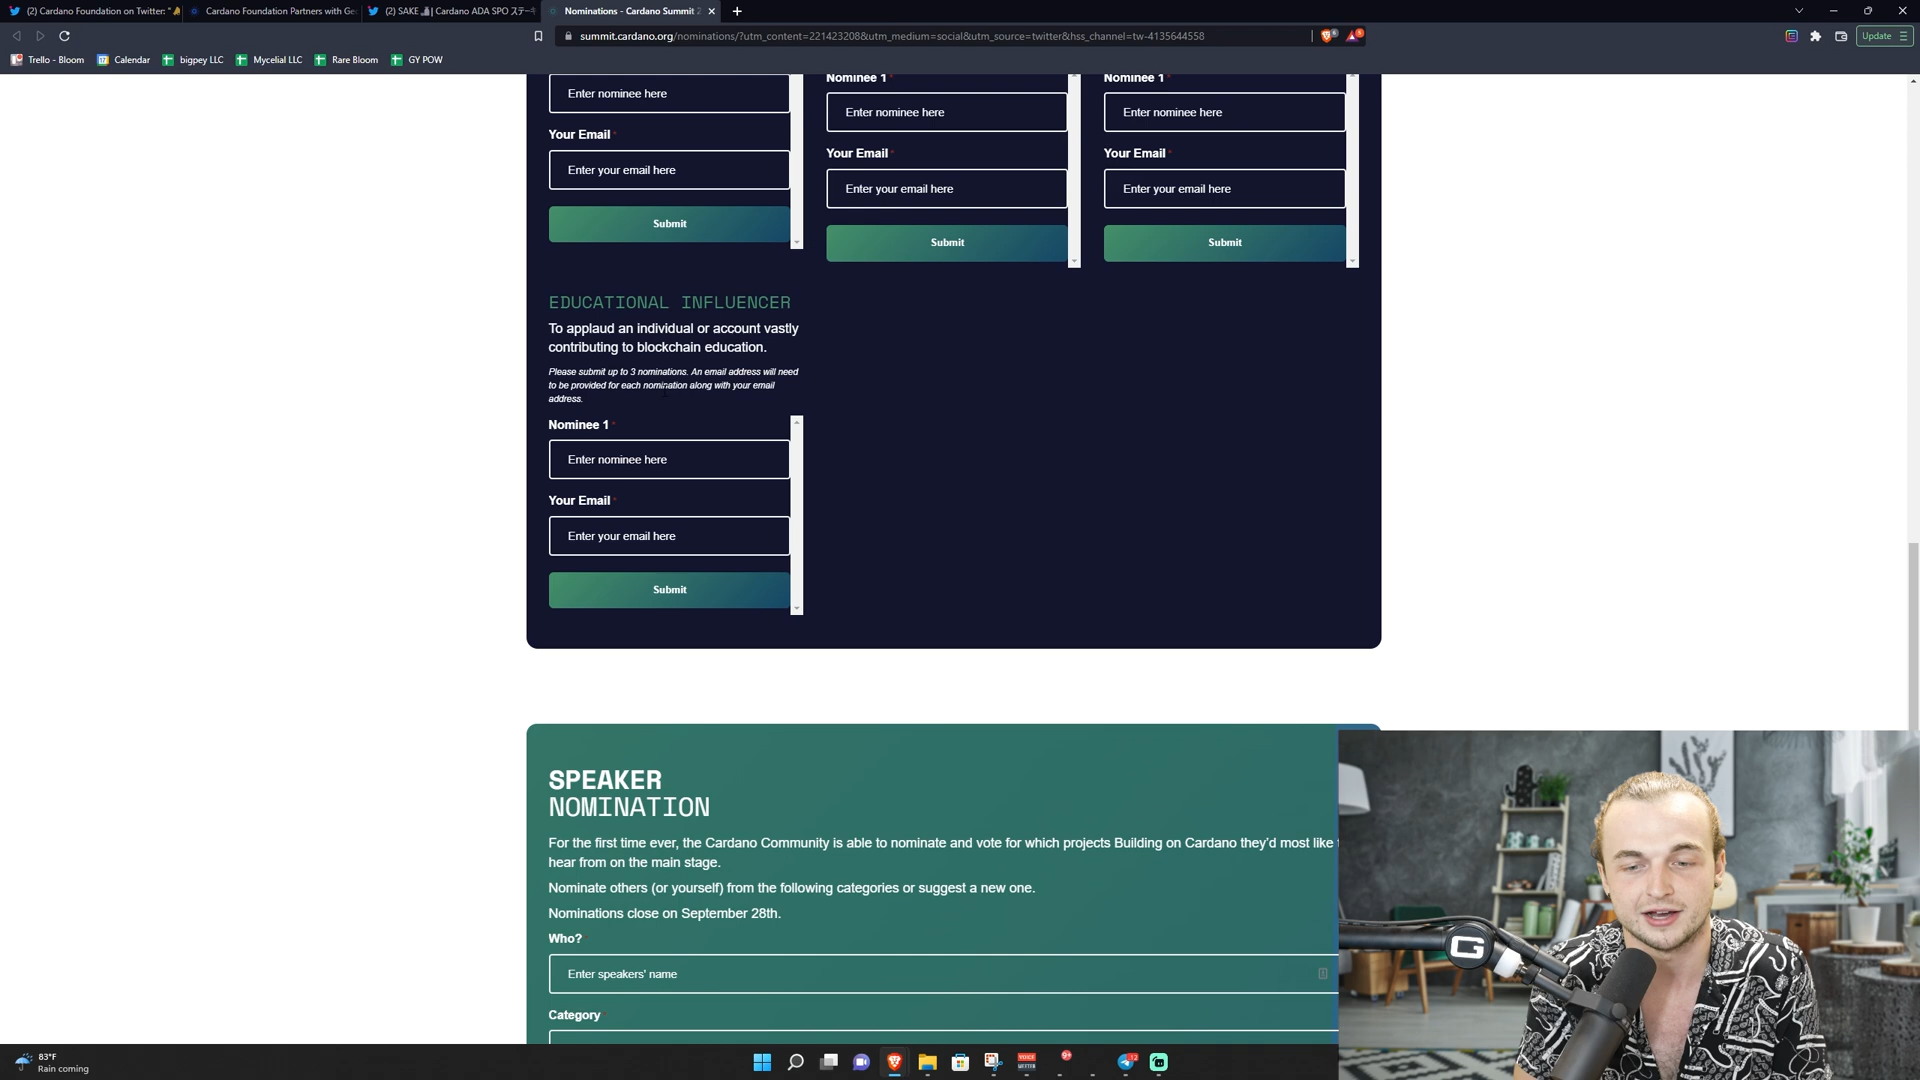 (2) Cardano Foundation on Twitter: "
Cardano Foundation Partners with Ge
(2) SAKE | Cardano ADA SPO ステーキ
Nominations - Cardano Summit 2
summit.cardano.org/nominations/?utm_content=221423208&utm_medium=social&utm_source=twitter&hss_channel=tw-4135644558
Update
Trello - Bloom
Calendar
bigpey LLC
Mycelial LLC
Rare Bloom
GY POW
Nominee 1
Nominee 1
Enter nominee here
Enter nominee here
Enter nominee here
Your Email
Your Email
Your Email
Enter your email here
Enter your email here
Enter your email here
Submit
Submit
Submit
EDUCATIONAL INFLUENCER
To applaud an individual or account vastly
contributing to blockchain education.
Please submit up to 3 nominations. An email address will need
to be provided for each nomination along with your email
address.
Nominee 1
Enter nominee here
Your Email
Enter your email here
Submit
SPEAKER
NOMINATION
For the first time ever, the Cardano Community is able to nominate and vote for which projects Building on Cardano they'd most like
hear from on the main stage.
Nominate others (or yourself) from the following categories or suggest a new one.
Nominations close on September 28th.
Who?
Enter speakers' name
Category
G
83°F
Rain coming